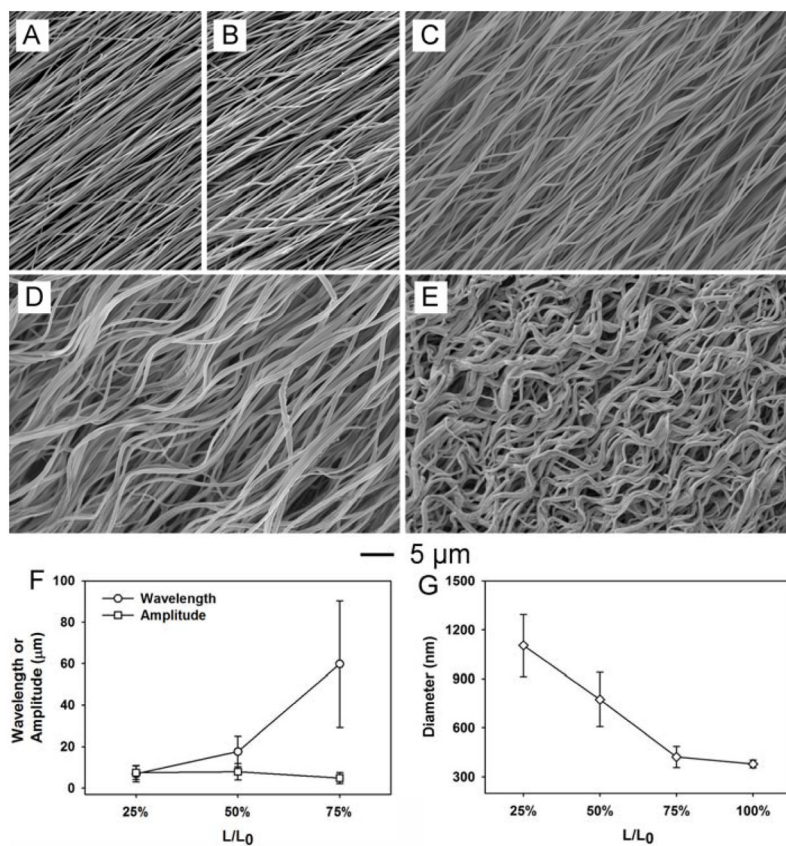 A
B
C
D
E
5 μm
F
Wavelength
Amplitude
Wavelength or
Amplitude (μm)
100
80
60
40
20
0
25%
50%
75%
L/L0
G
Diameter (nm)
1500
1200
900
600
300
25%
50%
75%
100%
L/L0